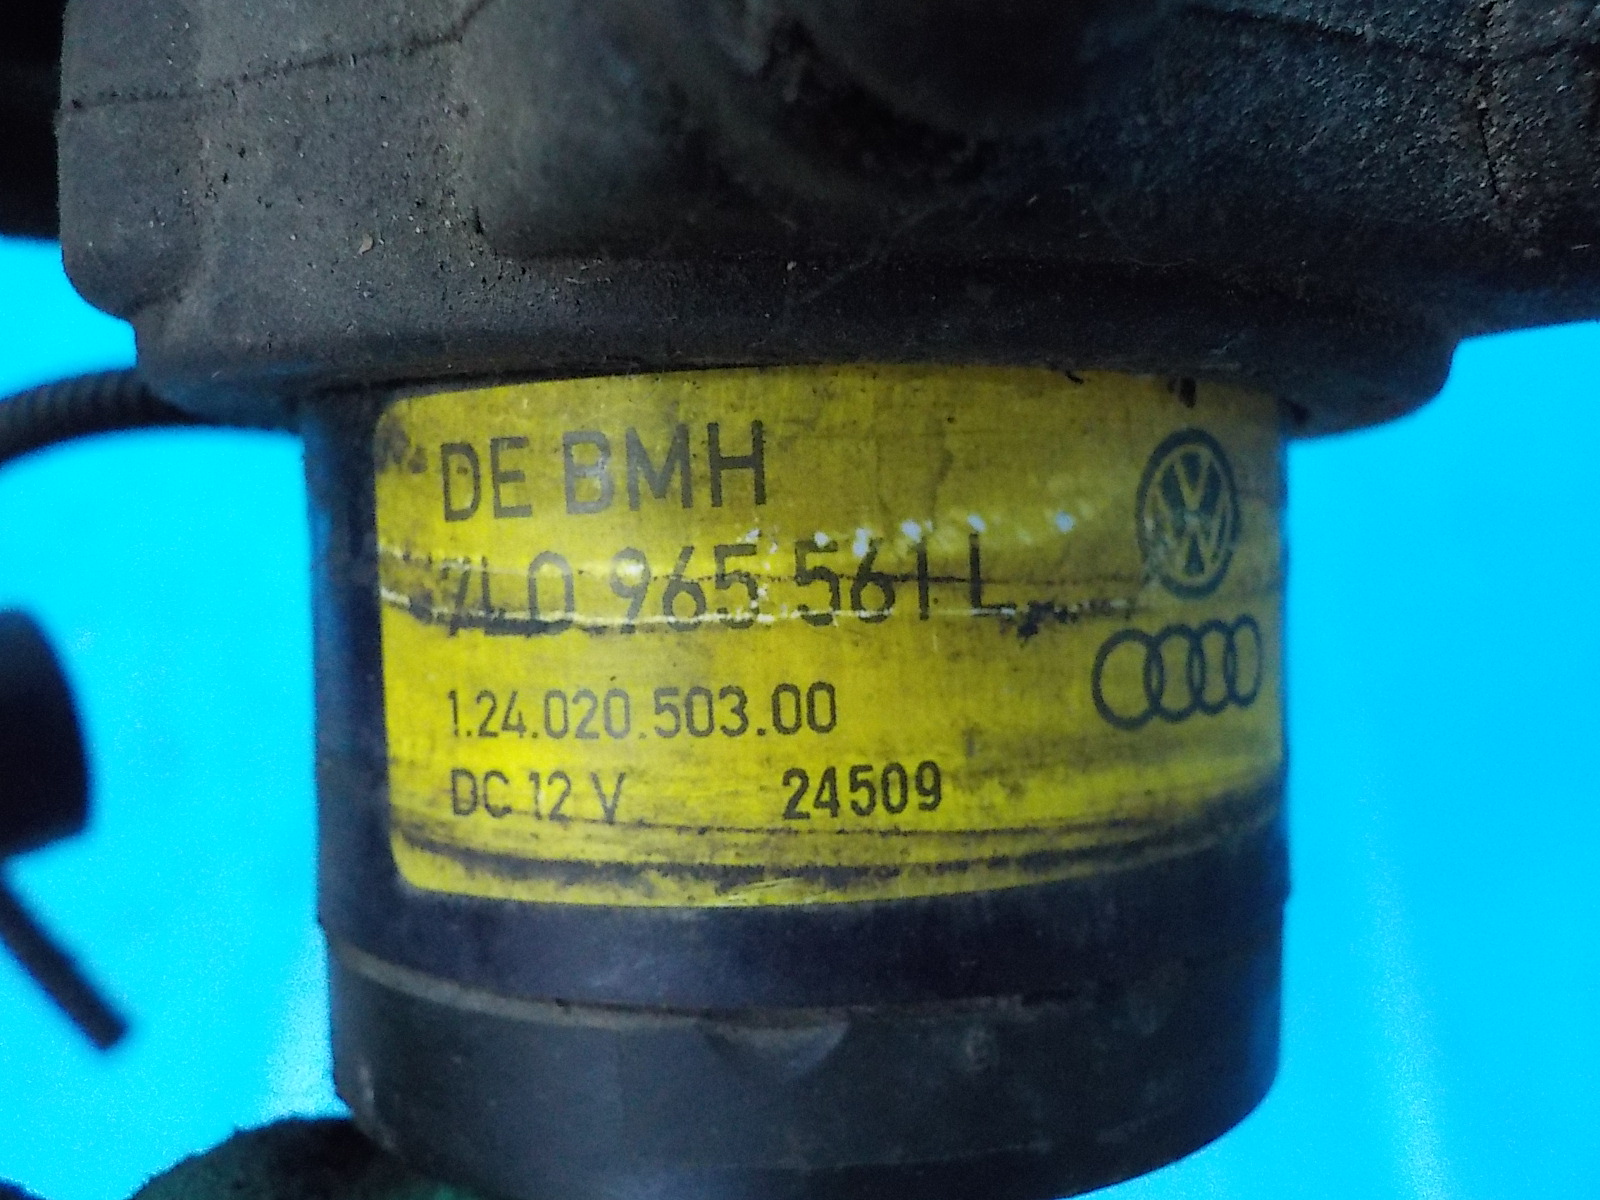 DE BMH
7L0 965 561 L
1.24.020.503.00
DC 12 V 24509